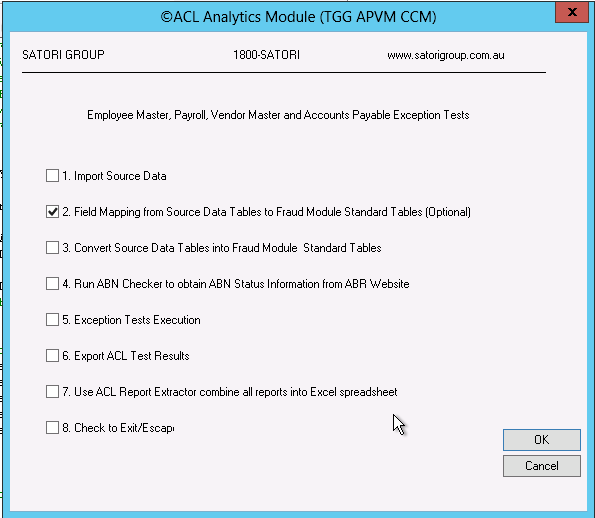 ©ACL Analytics Module (TGG APVM CCM)
x
SATORI GROUP 1800-SATORI www.satorigroup.com.au
Employee Master, Payroll, Vendor Master and Accounts Payable Exception Tests
1. Import Source Data
2. Field Mapping from Source Data Tables to Fraud Module Standard Tables (Optional)
3. Convert Source Data Tables into Fraud Module Standard Tables
4. Run ABN Checker to obtain ABN Status Information from ABR Website
5. Exception Tests Execution
6. Export ACL Test Results
7. Use ACL Report Extractor combine all reports into Excel spreadsheet
8. Check to Exit/Escape
OK
Cancel